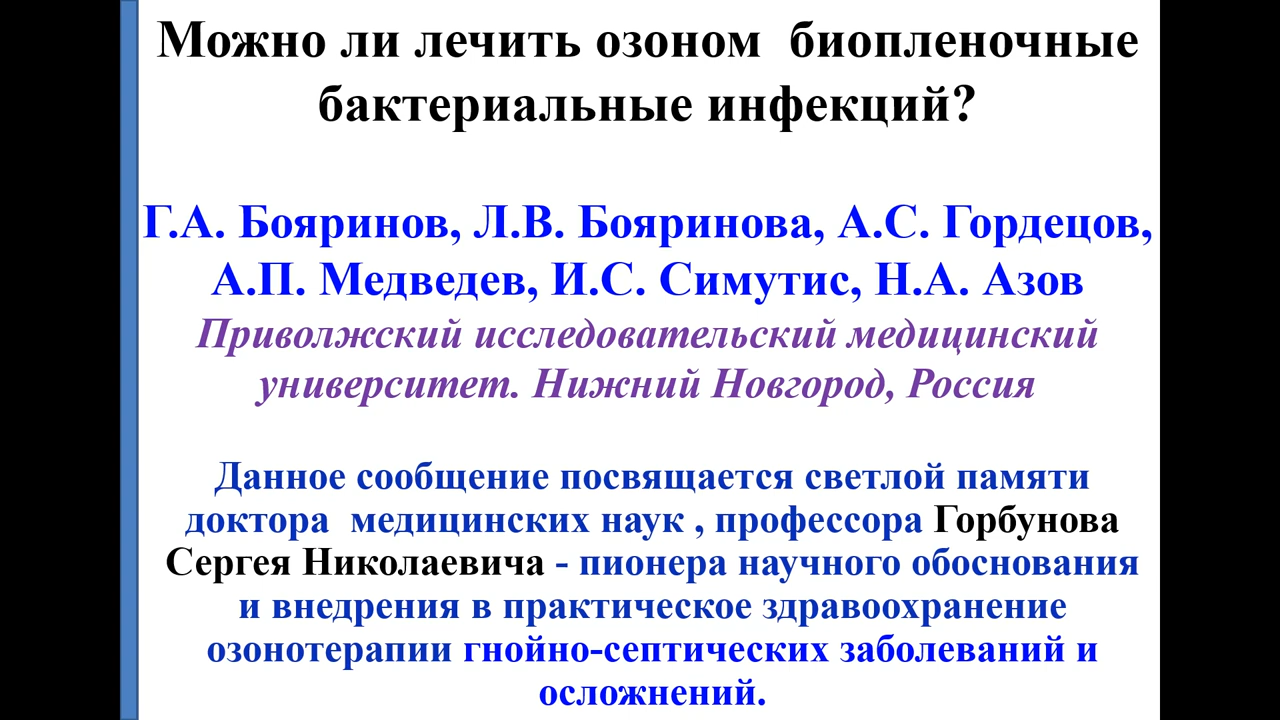 Можно ли лечить озоном биопленочные
бактериальные инфекций?
Г.А. Бояринов, Л.В. Бояринова, А.С. Гордецов,
А.П. Медведев, И.С. Симутис, Н.А. Азов
Приволжский исследовательский медицинский
университет. Нижний Новгород, Россия
Данное сообщение посвящается светлой памяти
доктора медицинских наук , профессора Горбунова
Сергея Николаевича - пионера научного обоснования
и внедрения в практическое здравоохранение
озонотерапии гнойно-септических заболеваний и
осложнений.